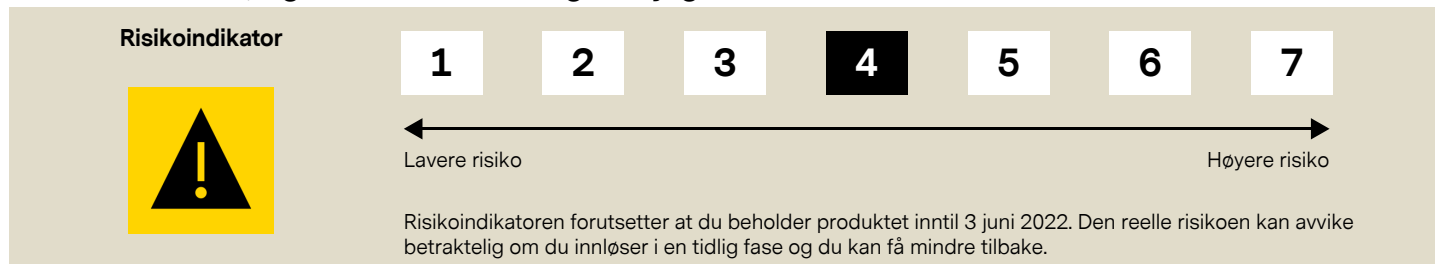 Risikoindikator
1 2 3 4 5 6 7
Lavere risiko Høyere risiko
Risikoindikatoren forutsetter at du beholder produktet inntil 3 juni 2022. Den reelle risikoen kan avvike
betraktelig om du innløser i en tidlig fase og du kan få mindre tilbake.